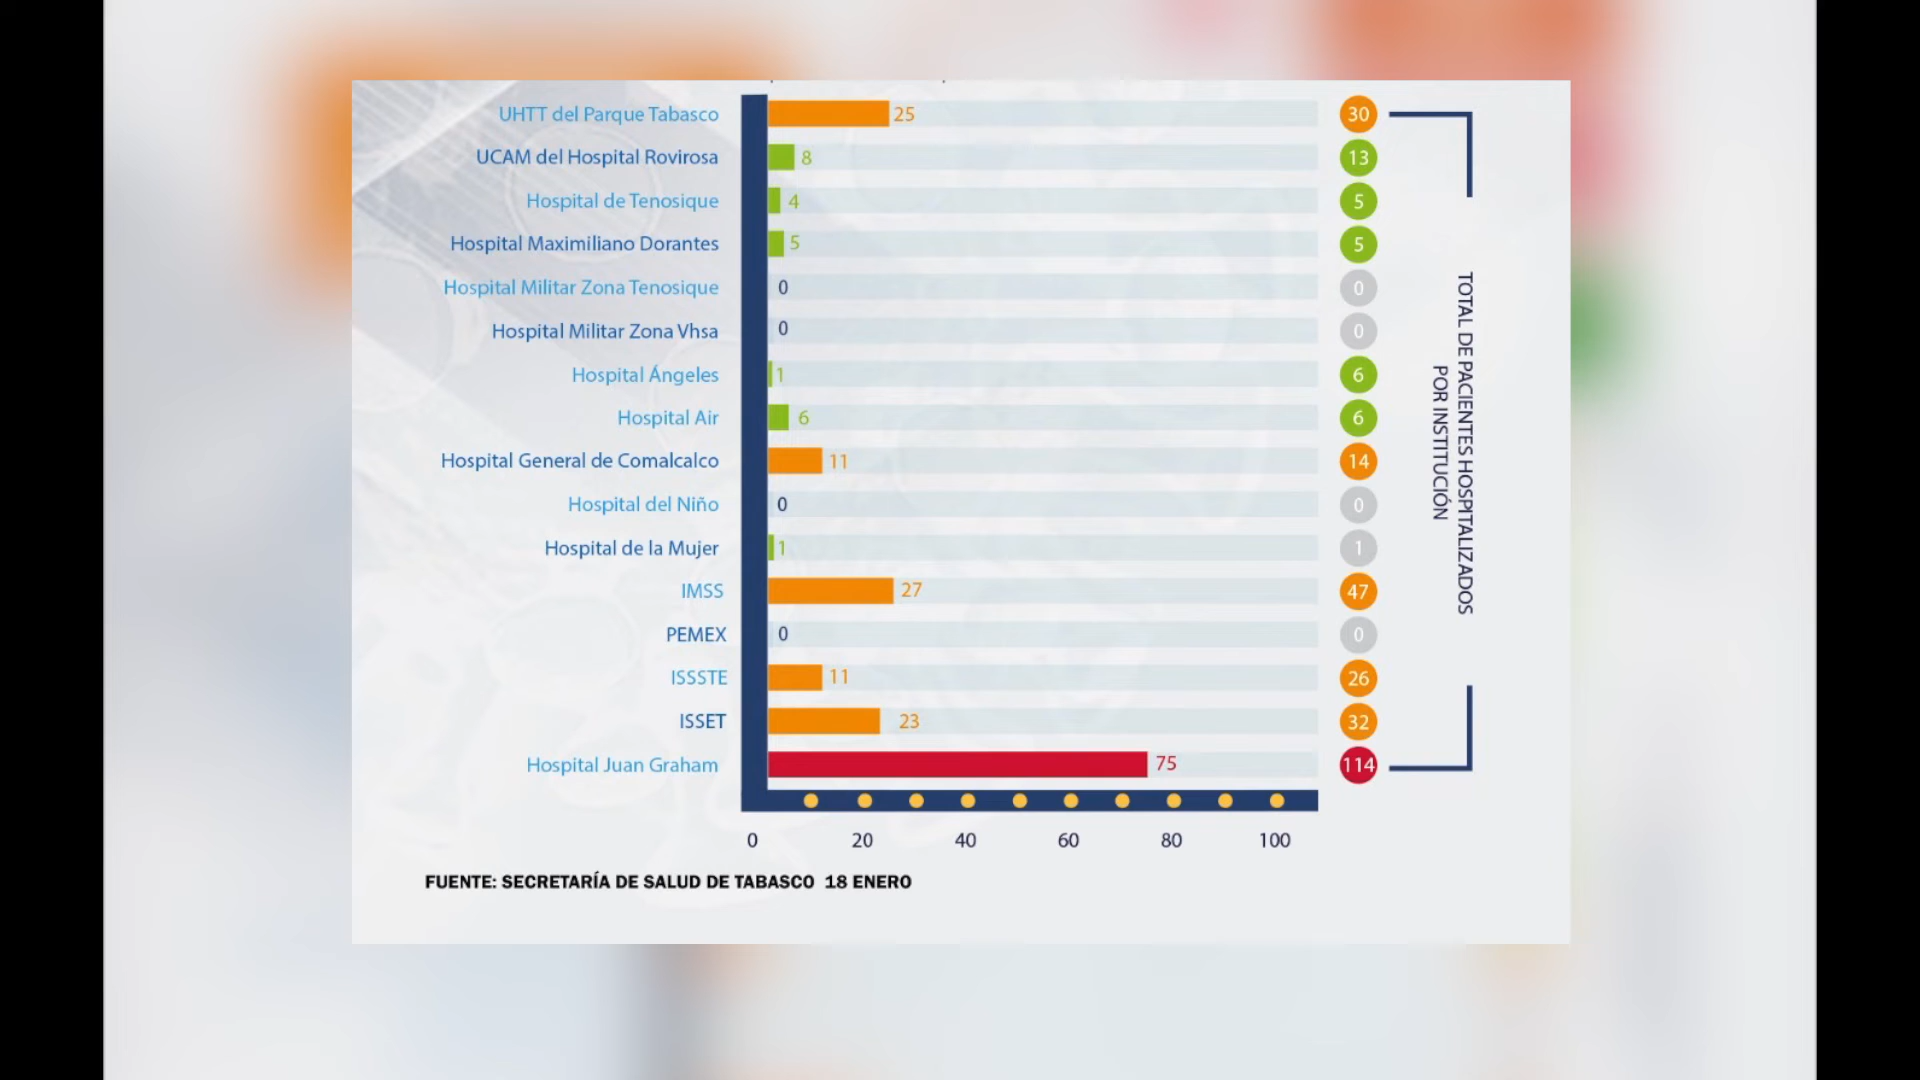 UHTT del Parque Tabasco 25 30
UCAM del Hospital Rovirosa 8 13
Hospital de Tenosique 4 5
Hospital Maximiliano Dorantes 5 5
Hospital Militar Zona Tenosique 0 0
Hospital Militar Zona Vhsa 0 0
Hospital Ángeles 1 6
Hospital Air 6 6
Hospital General de Comalcalco 11 14
Hospital del Niño 0 0
Hospital de la Mujer 1 1
IMSS 27 47
PEMEX 0 0
ISSSTE 11 26
ISSET 23 32
Hospital Juan Graham 75 114
0 20 40 60 80 100
TOTAL DE PACIENTES HOSPITALIZADOS
POR INSTITUCIÓN
FUENTE: SECRETARÍA DE SALUD DE TABASCO 18 ENERO